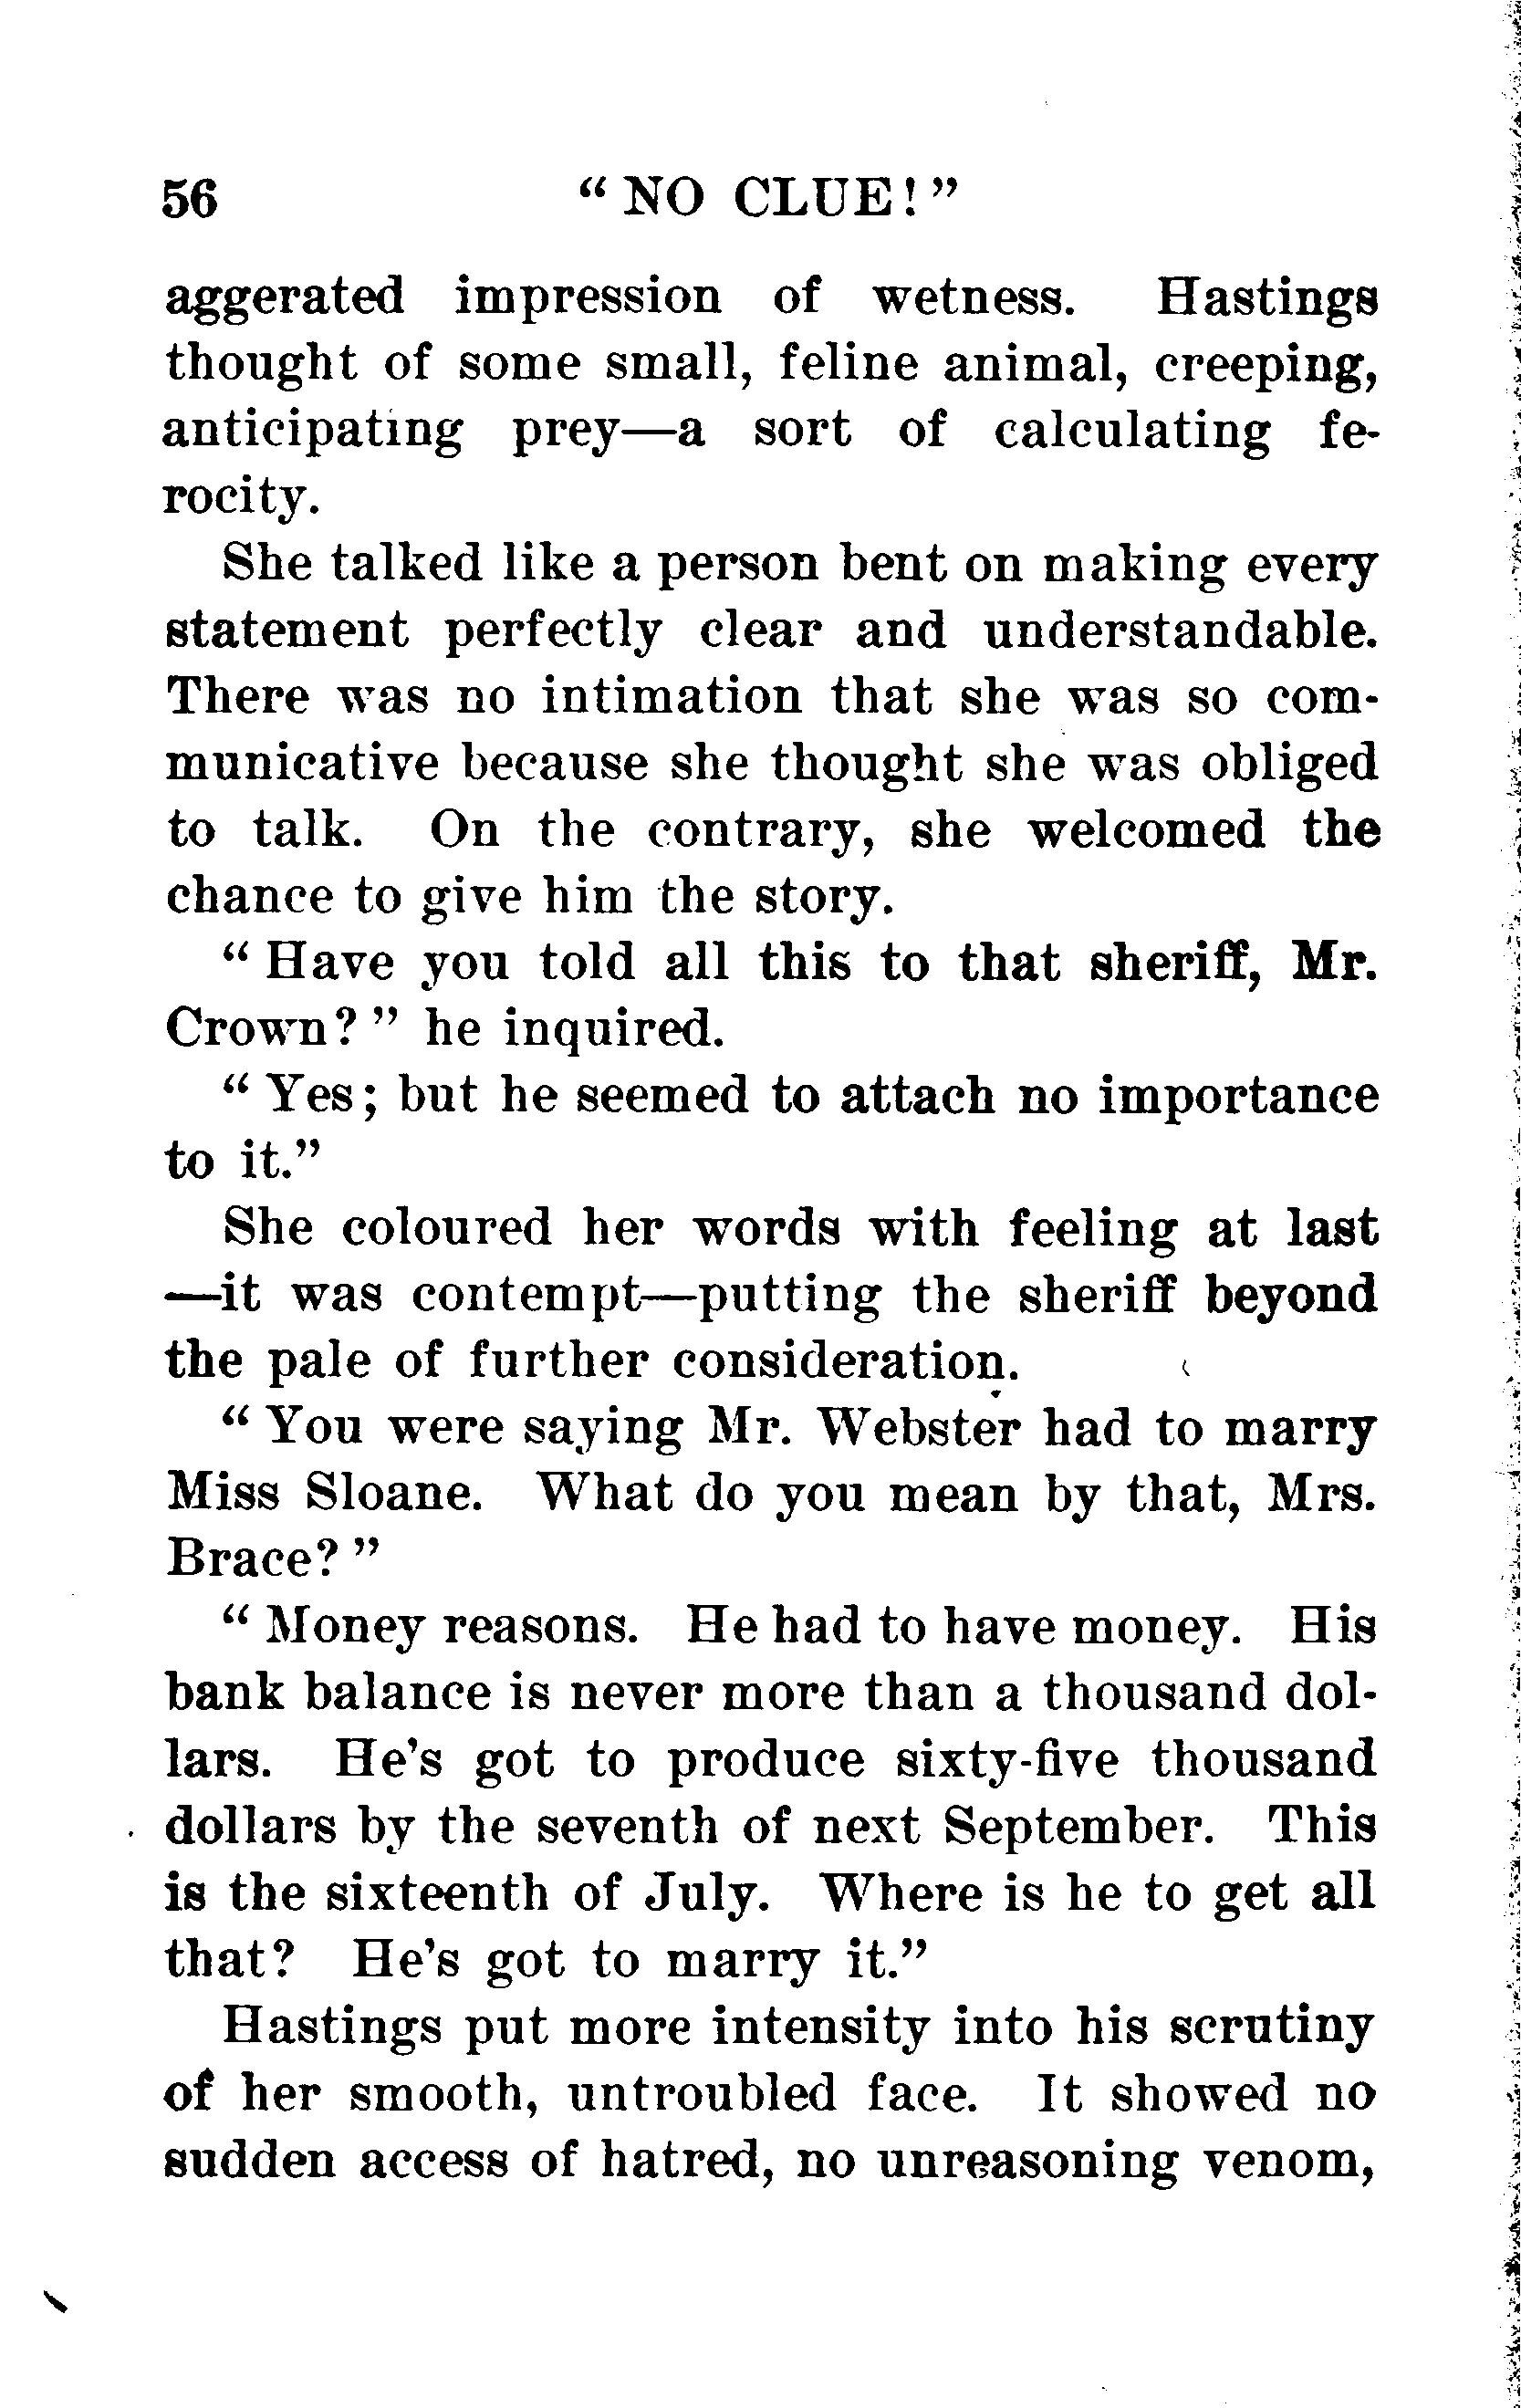 56 “ NO CLUE! ”
aggerated impression of wetness. Hastings
thought of some small, feline animal, creeping,
anticipating prey—a sort of calculating fe-
rocity.
She talked like a person bent on making every
statement perfectly clear and understandable.
There was no intimation that she was so com-
municative because she thought she was obliged
to talk. On the contrary, she welcomed the
chance to give him the story.
“ Have you told all this to that sheriff, Mr.
Crown? ” he inquired.
“ Yes; but he seemed to attach no importance
to it.”
She coloured her words with feeling at last
—it was contempt—putting the sheriff beyond
the pale of further consideration.
“ You were saying Mr. Webster had to marry
Miss Sloane. What do you mean by that, Mrs.
Brace? ”
“ Money reasons. He had to have money. His
bank balance is never more than a thousand dol-
lars. He’s got to produce sixty-five thousand
dollars by the seventh of next September. This
is the sixteenth of July. Where is he to get all
that? He’s got to marry it.”
Hastings put more intensity into his scrutiny
of her smooth, untroubled face. It showed no
sudden access of hatred, no unreasoning venom,